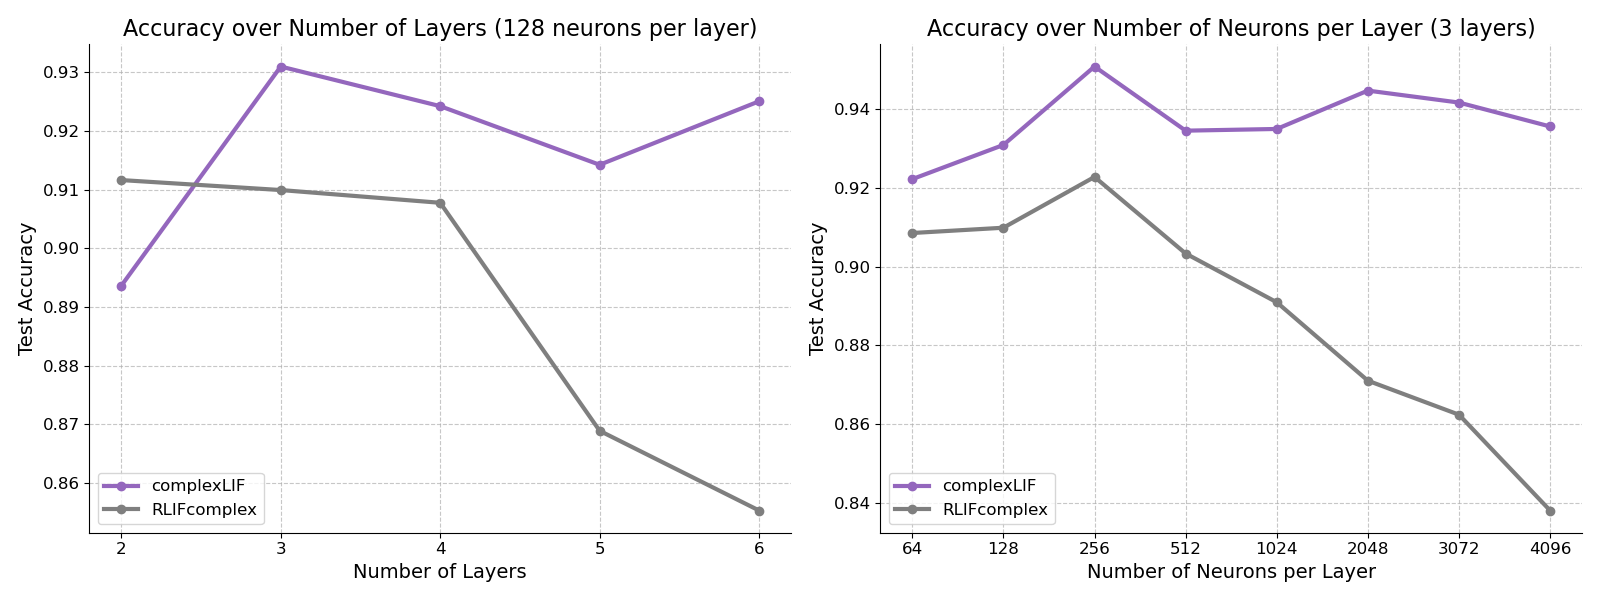 Accuracy over Number of Layers (128 neurons per layer)
0.93
0.92
0.91
0.90
0.89
0.88
0.87
0.86
Test Accuracy
complexLIF
RLIFcomplex
2 3 4 5 6
Number of Layers
Accuracy over Number of Neurons per Layer (3 layers)
0.94
0.92
0.90
0.88
0.86
0.84
Test Accuracy
complexLIF
RLIFcomplex
64 128 256 512 1024 2048 3072 4096
Number of Neurons per Layer